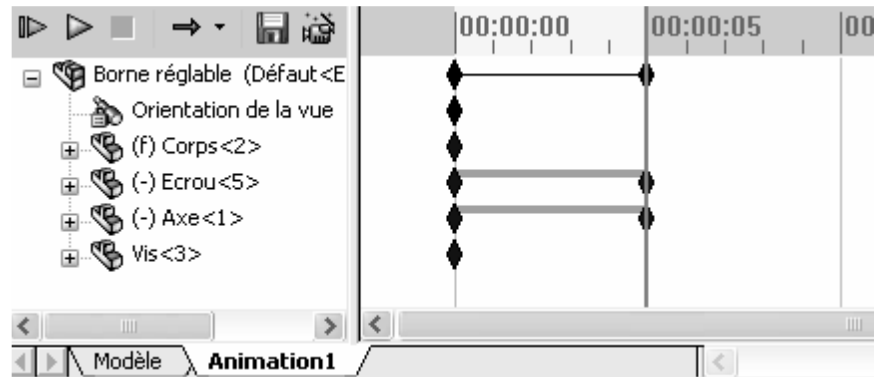 00:00:00 00:00:05 00
Borne réglable (Défaut<E
Orientation de la vue
(f) Corps<2>
(-) Ecrou<5>
(-) Axe<1>
Vis<3>
Modèle Animation1